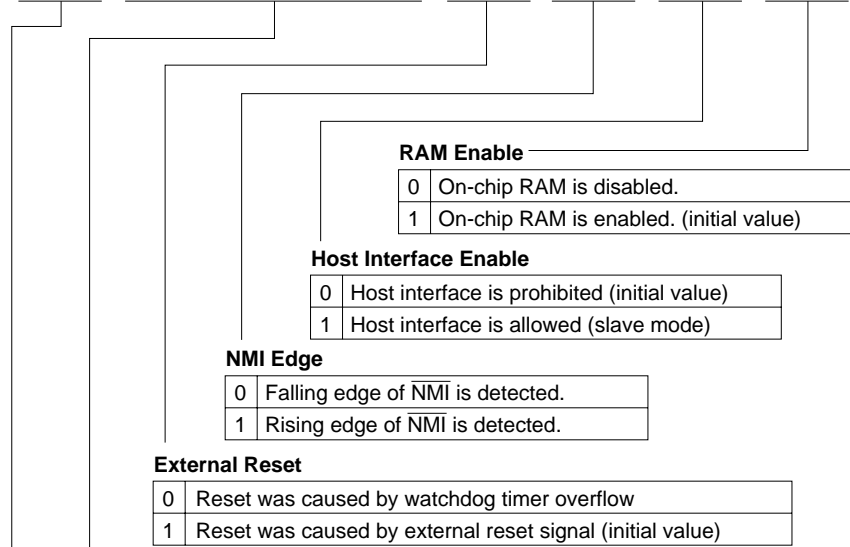 RAM Enable
0 On-chip RAM is disabled.
1 On-chip RAM is enabled. (initial value)
Host Interface Enable
0 Host interface is prohibited (initial value)
1 Host interface is allowed (slave mode)
NMI Edge
0 Falling edge of N̅M̅I̅ is detected.
1 Rising edge of N̅M̅I̅ is detected.
External Reset
0 Reset was caused by watchdog timer overflow
1 Reset was caused by external reset signal (initial value)